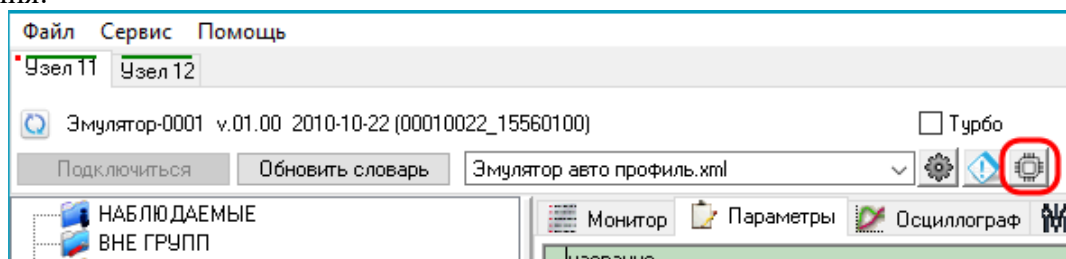 Файл Сервис Помощь
Узел 11 Узел 12
Эмулятор-0001 v.01.00 2010-10-22 (00010022_15560100) Турбо
Подключиться Обновить словарь Эмулятор авто профиль.xml
НАБЛЮДАЕМЫЕ Монитор Параметры Осциллограф
ВНЕ ГРУПП